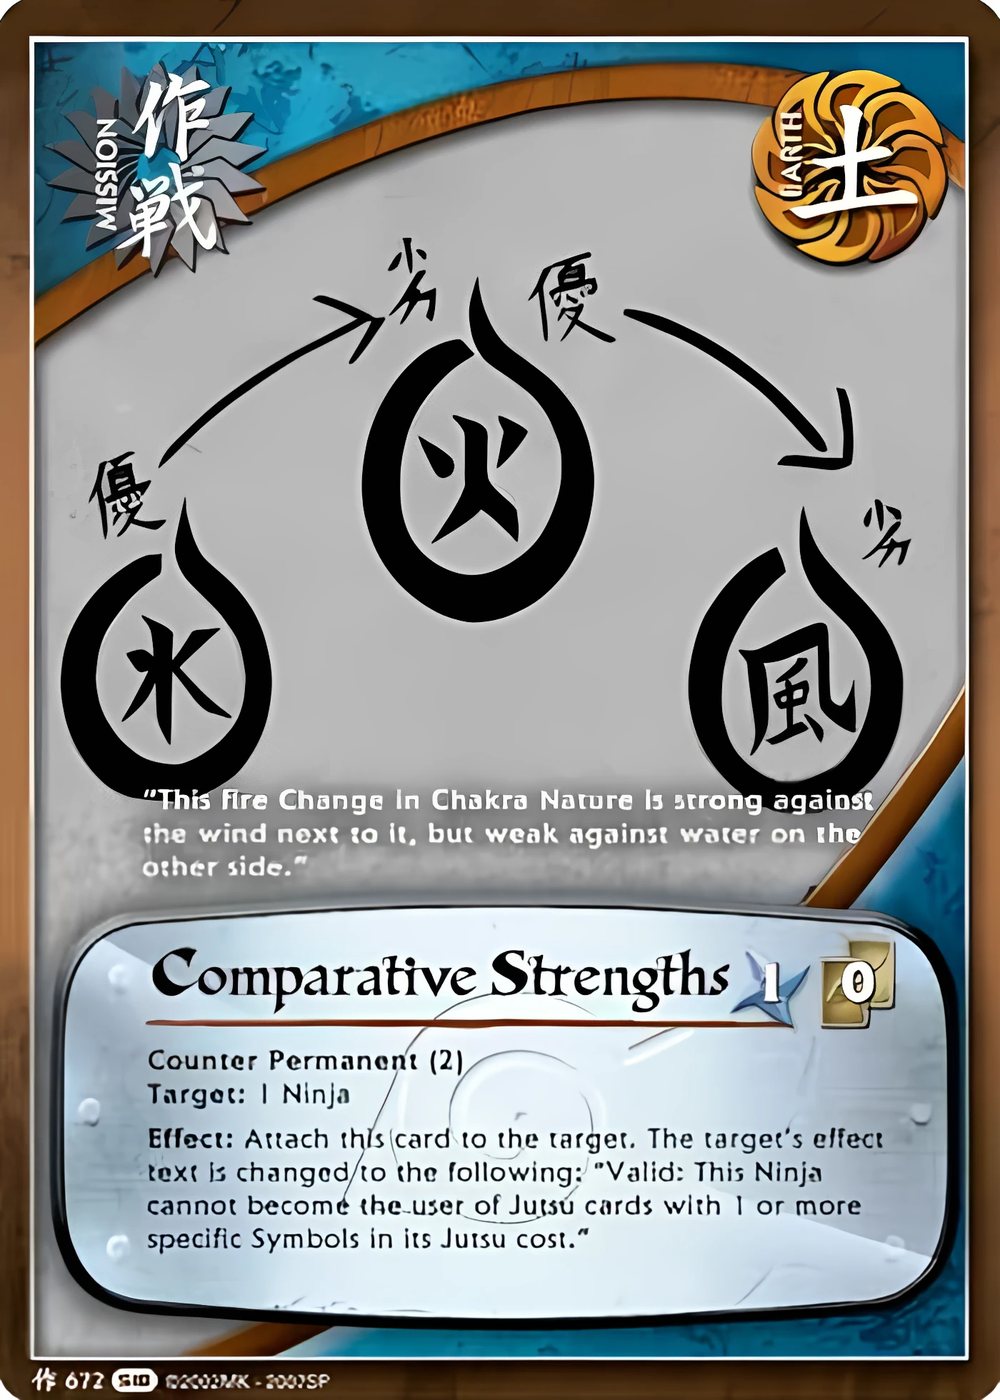 MISSION
作戦
EARTH
土
劣
優
優
火
劣
水
風
"This Fire Change in Chakra Nature is strong against
the wind next to it, but weak against water on the
other side."
Comparative Strengths 1 0
Counter Permanent (2)
Target: 1 Ninja
Effect: Attach this card to the target. The target's effect
text is changed to the following: "Valid: This Ninja
cannot become the user of Jutsu cards with 1 or more
specific Symbols in its Jutsu cost."
作 672